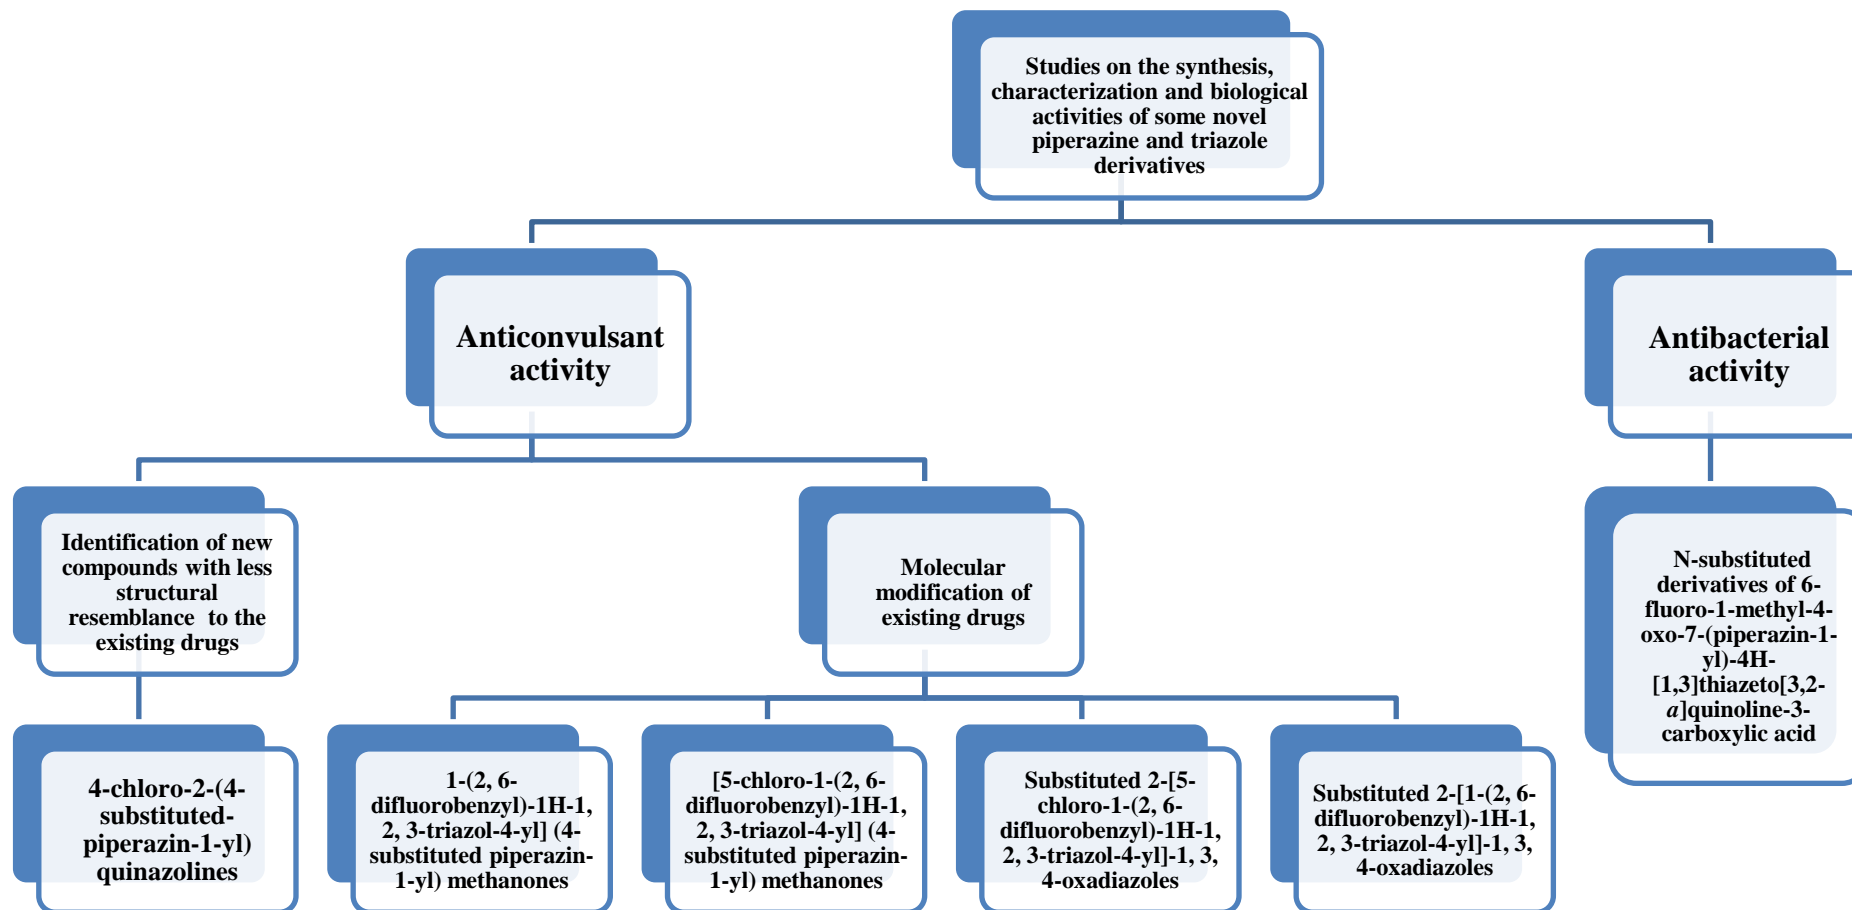 Studies on the synthesis,
characterization and biological
activities of some novel
piperazine and triazole
derivatives
Anticonvulsant
activity
Antibacterial
activity
Identification of new
compounds with less
structural
resemblance to the
existing drugs
Molecular
modification of
existing drugs
N-substituted
derivatives of 6-
fluoro-1-methyl-4-
oxo-7-(piperazin-1-
yl)-4H-
[1,3]thiazeto[3,2-
a]quinoline-3-
carboxylic acid
4-chloro-2-(4-
substituted-
piperazin-1-yl)
quinazolines
1-(2, 6-
difluorobenzyl)-1H-1,
2, 3-triazol-4-yl] (4-
substituted piperazin-
1-yl) methanones
[5-chloro-1-(2, 6-
difluorobenzyl)-1H-1,
2, 3-triazol-4-yl] (4-
substituted piperazin-
1-yl) methanones
Substituted 2-[5-
chloro-1-(2, 6-
difluorobenzyl)-1H-1,
2, 3-triazol-4-yl]-1, 3,
4-oxadiazoles
Substituted 2-[1-(2, 6-
difluorobenzyl)-1H-1,
2, 3-triazol-4-yl]-1, 3,
4-oxadiazoles